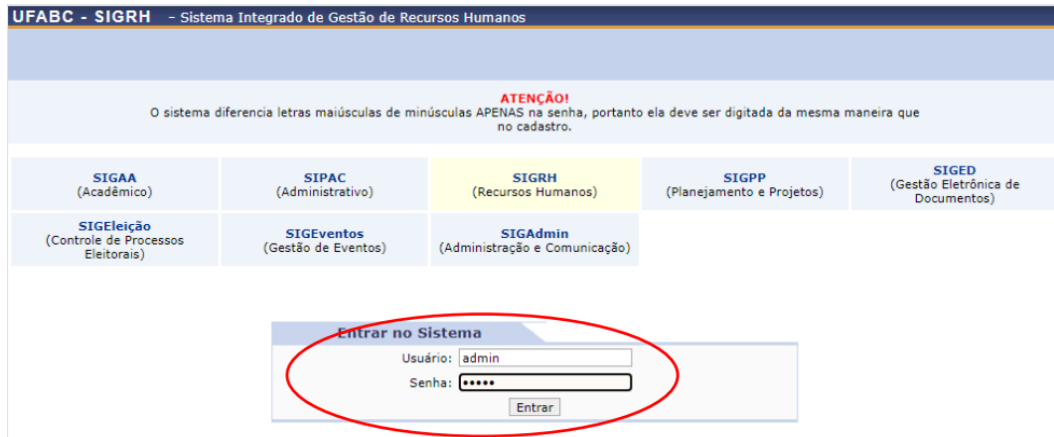 UFABC - SIGRH - Sistema Integrado de Gestão de Recursos Humanos
ATENÇÃO!
O sistema diferencia letras maiúsculas de minúsculas APENAS na senha, portanto ela deve ser digitada da mesma maneira que
no cadastro.
SIGAA
(Acadêmico)
SIPAC
(Administrativo)
SIGRH
(Recursos Humanos)
SIGPP
(Planejamento e Projetos)
SIGED
(Gestão Eletrônica de
Documentos)
SIGEleição
(Controle de Processos
Eleitorais)
SIGEventos
(Gestão de Eventos)
SIGAdmin
(Administração e Comunicação)
Entrar no Sistema
Usuário: admin
Senha: •••••
Entrar